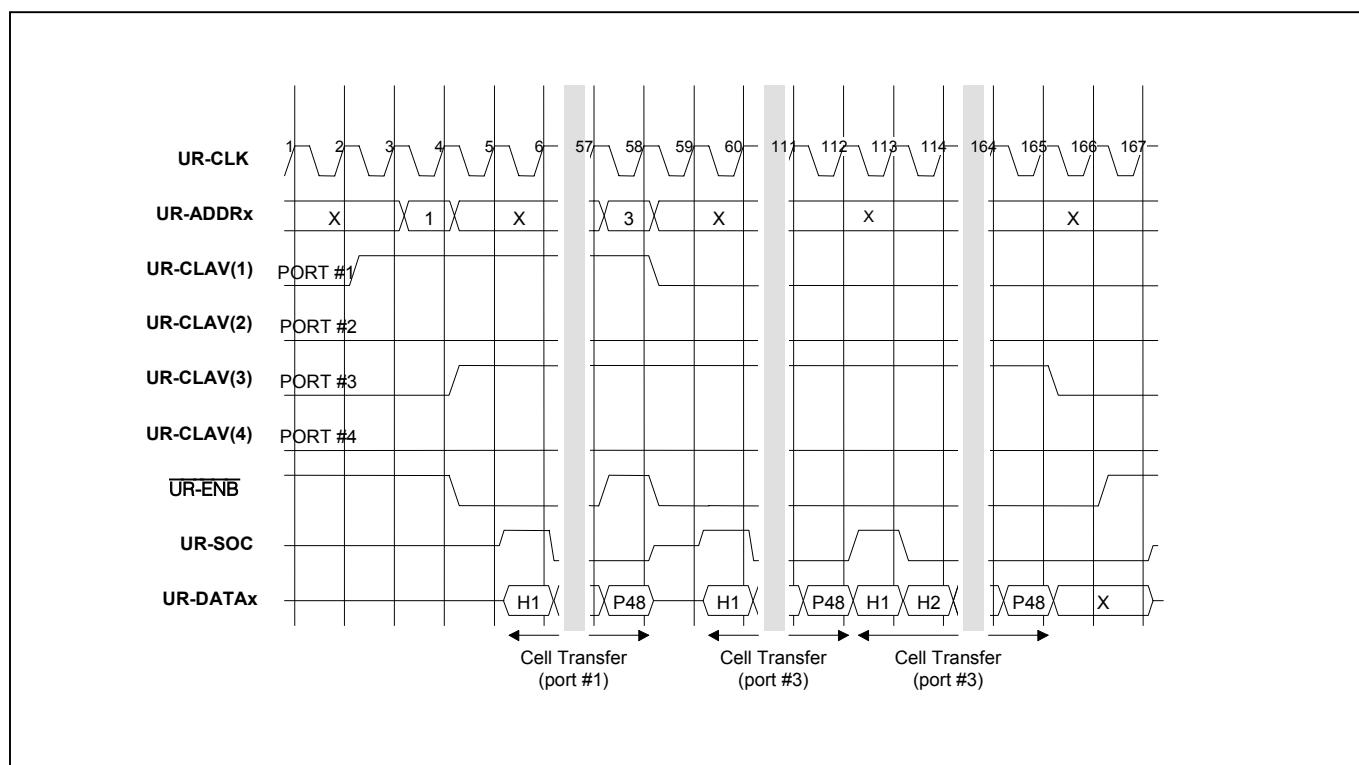 UR-CLK 1 2 3 4 5 6 57 58 59 60 111 112 113 114 164 165 166 167
UR-ADDRx X 1 X 3 X X X
UR-CLAV(1) PORT #1
UR-CLAV(2) PORT #2
UR-CLAV(3) PORT #3
UR-CLAV(4) PORT #4
UR-ENB
UR-SOC
UR-DATAx H1 P48 H1 P48 H1 H2 P48 X
Cell Transfer
(port #1)
Cell Transfer
(port #3)
Cell Transfer
(port #3)